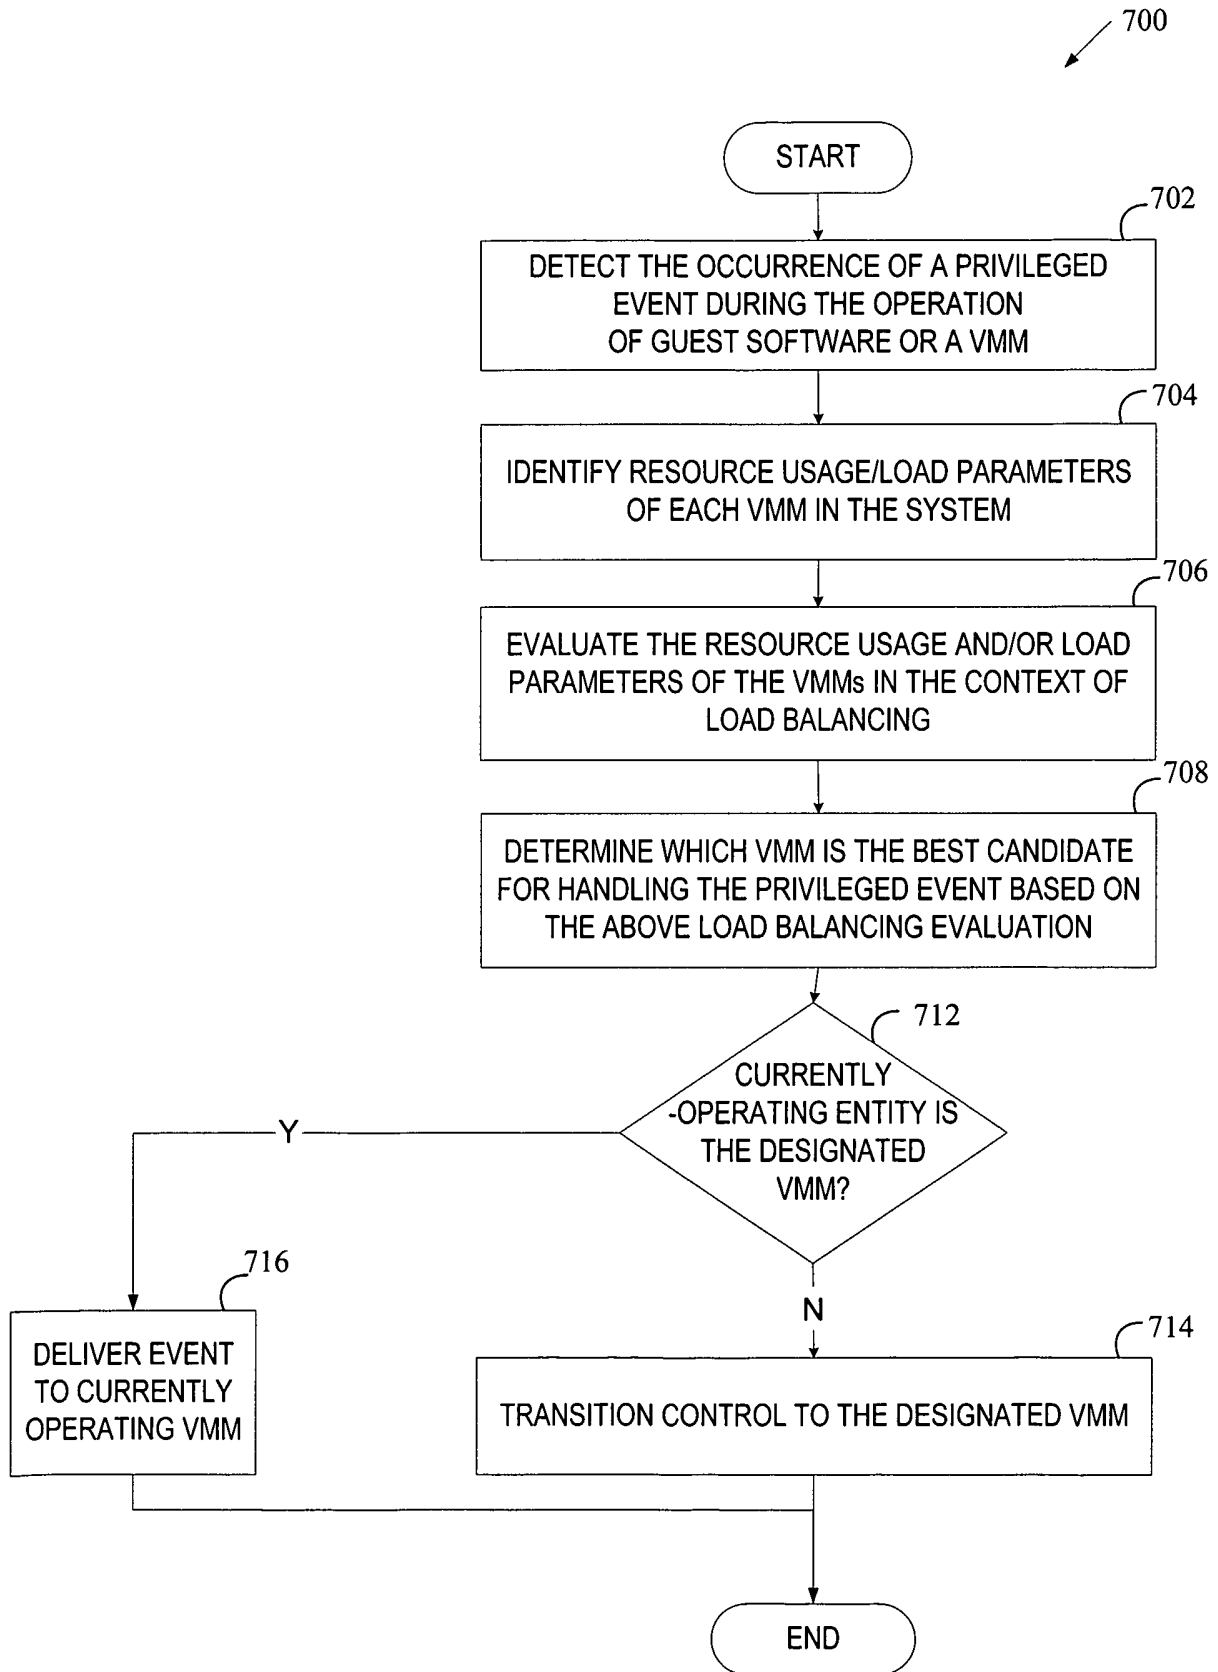 700
START
702
DETECT THE OCCURRENCE OF A PRIVILEGED
EVENT DURING THE OPERATION
OF GUEST SOFTWARE OR A VMM
704
IDENTIFY RESOURCE USAGE/LOAD PARAMETERS
OF EACH VMM IN THE SYSTEM
706
EVALUATE THE RESOURCE USAGE AND/OR LOAD
PARAMETERS OF THE VMMs IN THE CONTEXT OF
LOAD BALANCING
708
DETERMINE WHICH VMM IS THE BEST CANDIDATE
FOR HANDLING THE PRIVILEGED EVENT BASED ON
THE ABOVE LOAD BALANCING EVALUATION
712
CURRENTLY
-OPERATING ENTITY IS
THE DESIGNATED
VMM?
Y
N
716
DELIVER EVENT
TO CURRENTLY
OPERATING VMM
714
TRANSITION CONTROL TO THE DESIGNATED VMM
END